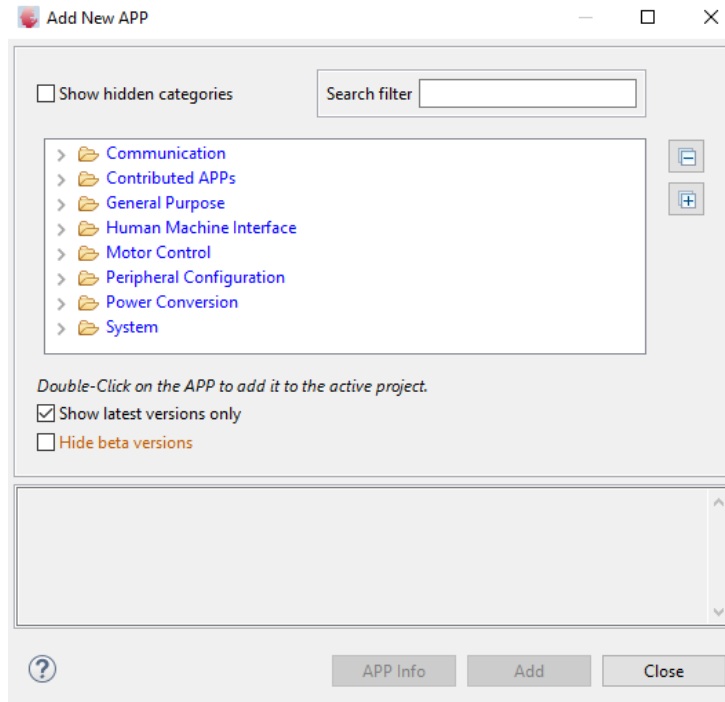 Add New APP
Show hidden categories
Search filter
Communication
Contributed APPs
General Purpose
Human Machine Interface
Motor Control
Peripheral Configuration
Power Conversion
System
Double-Click on the APP to add it to the active project.
Show latest versions only
Hide beta versions
?
APP Info
Add
Close